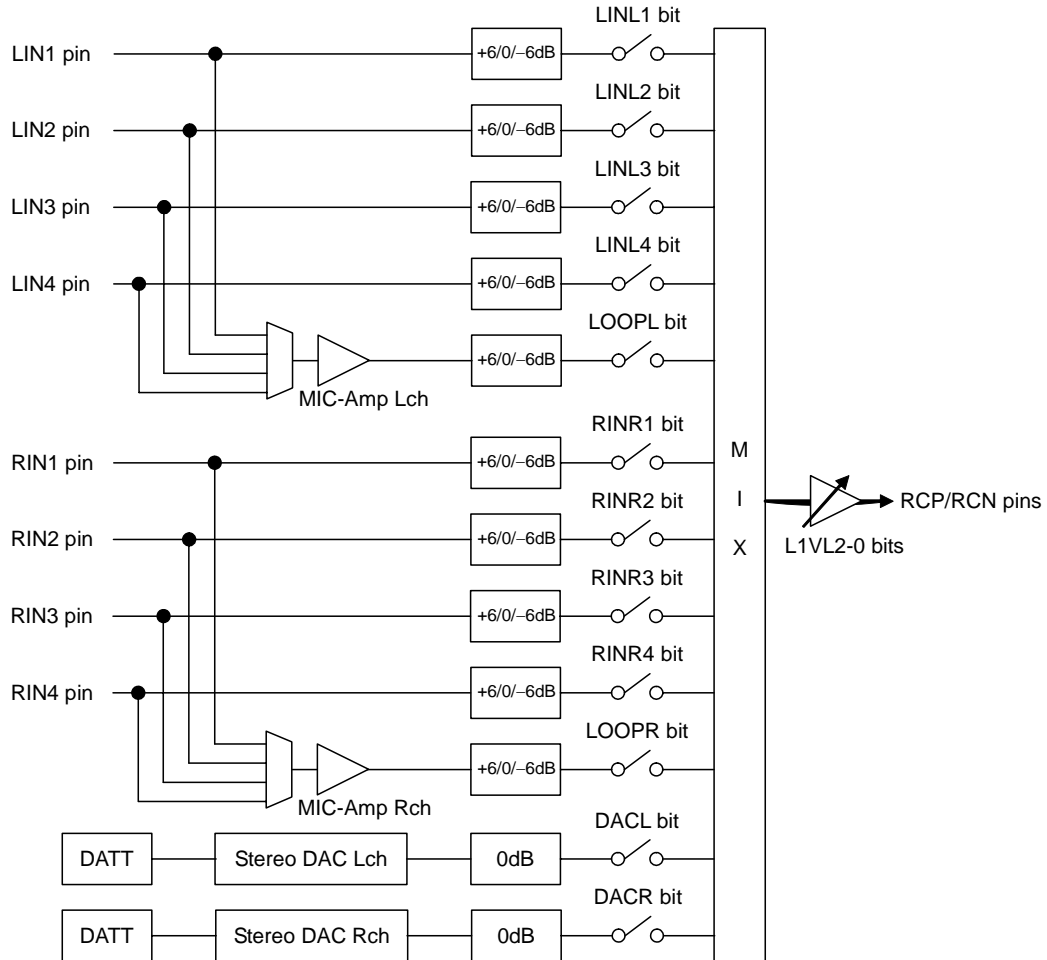 LINL1 bit
LIN1 pin
+6/0/−6dB
LINL2 bit
LIN2 pin
+6/0/−6dB
LINL3 bit
LIN3 pin
+6/0/−6dB
LINL4 bit
LIN4 pin
+6/0/−6dB
LOOPL bit
+6/0/−6dB
MIC-Amp Lch
RINR1 bit
RIN1 pin
+6/0/−6dB
RINR2 bit
RIN2 pin
+6/0/−6dB
RINR3 bit
RIN3 pin
+6/0/−6dB
RINR4 bit
RIN4 pin
+6/0/−6dB
LOOPR bit
+6/0/−6dB
MIC-Amp Rch
DACL bit
DATT
Stereo DAC Lch
0dB
DACR bit
DATT
Stereo DAC Rch
0dB
M
I
X
RCP/RCN pins
L1VL2-0 bits